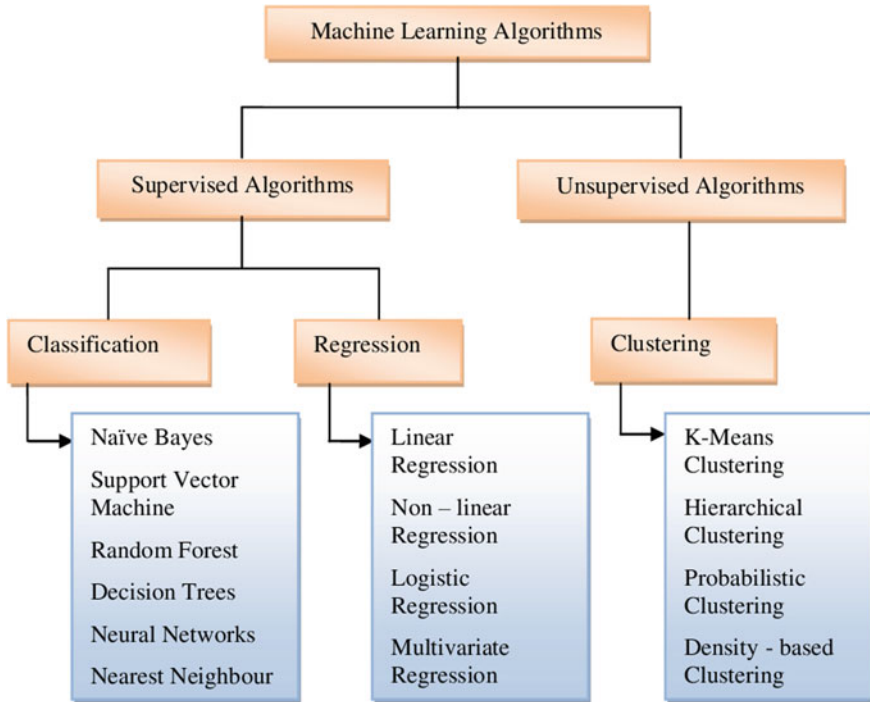 Machine Learning Algorithms
Supervised Algorithms
Unsupervised Algorithms
Classification
Regression
Clustering
Naïve Bayes
Support Vector
Machine
Random Forest
Decision Trees
Neural Networks
Nearest Neighbour
Linear
Regression
Non – linear
Regression
Logistic
Regression
Multivariate
Regression
K-Means
Clustering
Hierarchical
Clustering
Probabilistic
Clustering
Density - based
Clustering